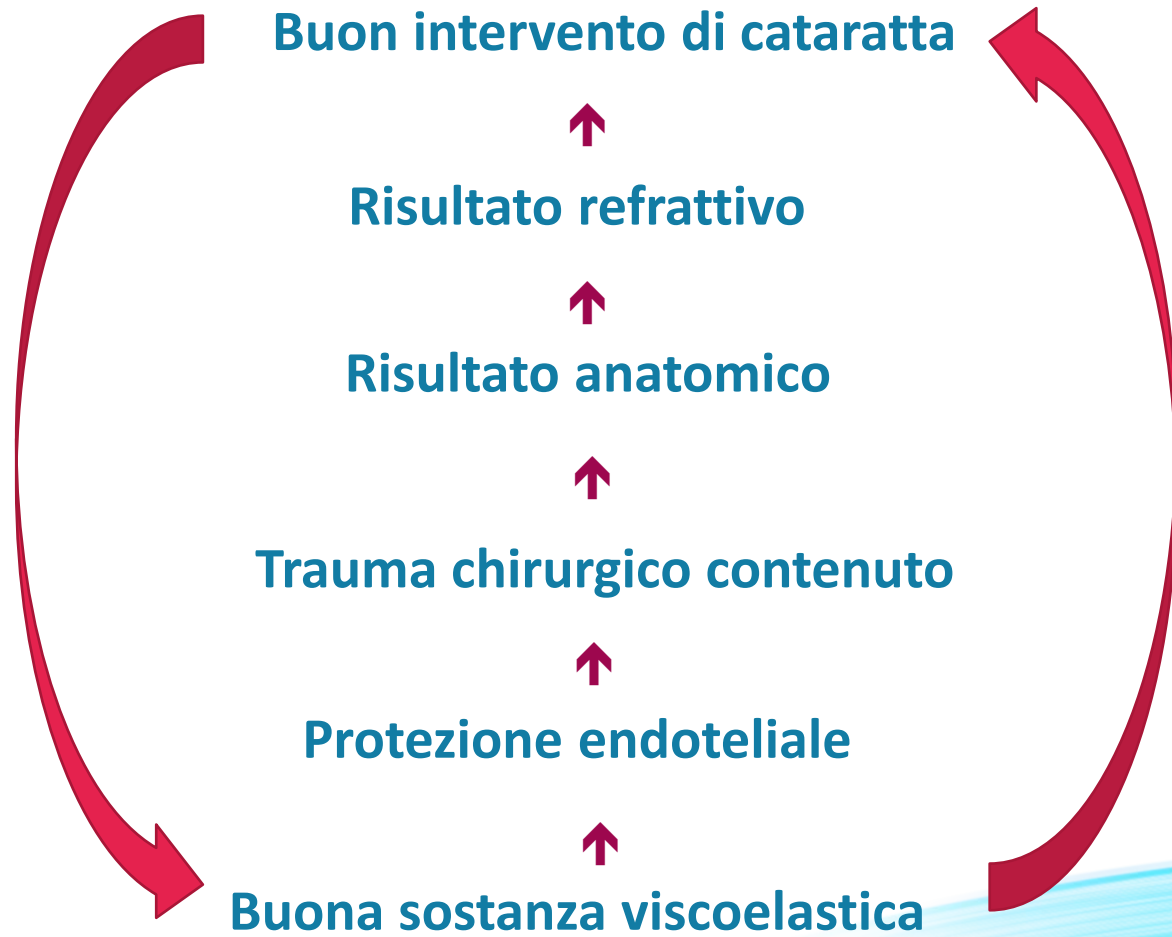 Buon intervento di cataratta
Risultato refrattivo
Risultato anatomico
Trauma chirurgico contenuto
Protezione endoteliale
Buona sostanza viscoelastica